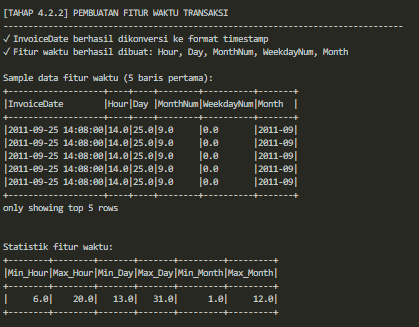 [TAHAP 4.2.2] PEMBUATAN FITUR WAKTU TRANSAKSI
----------------------------------------------------------------------
✓ InvoiceDate berhasil dikonversi ke format timestamp
✓ Fitur waktu berhasil dibuat: Hour, Day, MonthNum, WeekdayNum, Month
Sample data fitur waktu (5 baris pertama):
+-------------------+----+----+--------+----------+-------+
|InvoiceDate        |Hour|Day |MonthNum|WeekdayNum|Month  |
+-------------------+----+----+--------+----------+-------+
|2011-09-25 14:08:00|14.0|25.0|9.0     |0.0       |2011-09|
|2011-09-25 14:08:00|14.0|25.0|9.0     |0.0       |2011-09|
|2011-09-25 14:08:00|14.0|25.0|9.0     |0.0       |2011-09|
|2011-09-25 14:08:00|14.0|25.0|9.0     |0.0       |2011-09|
|2011-09-25 14:08:00|14.0|25.0|9.0     |0.0       |2011-09|
+-------------------+----+----+--------+----------+-------+
only showing top 5 rows
Statistik fitur waktu:
+--------+--------+-------+-------+---------+---------+
|Min_Hour|Max_Hour|Min_Day|Max_Day|Min_Month|Max_Month|
+--------+--------+-------+-------+---------+---------+
|     6.0|    20.0|   13.0|   31.0|      1.0|     12.0|
+--------+--------+-------+-------+---------+---------+